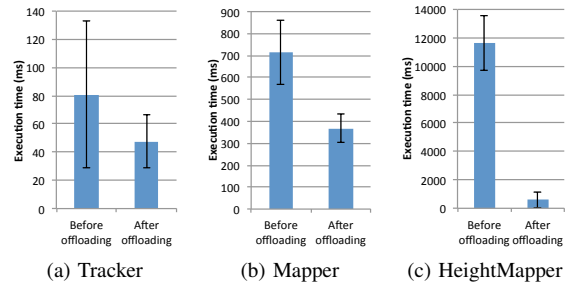 Execution time (ms)
140
120
100
80
60
40
20
0
Before offloading
After offloading
(a) Tracker
Execution time (ms)
900
800
700
600
500
400
300
200
100
0
Before offloading
After offloading
(b) Mapper
Execution time (ms)
14000
12000
10000
8000
6000
4000
2000
0
Before offloading
After offloading
(c) HeightMapper